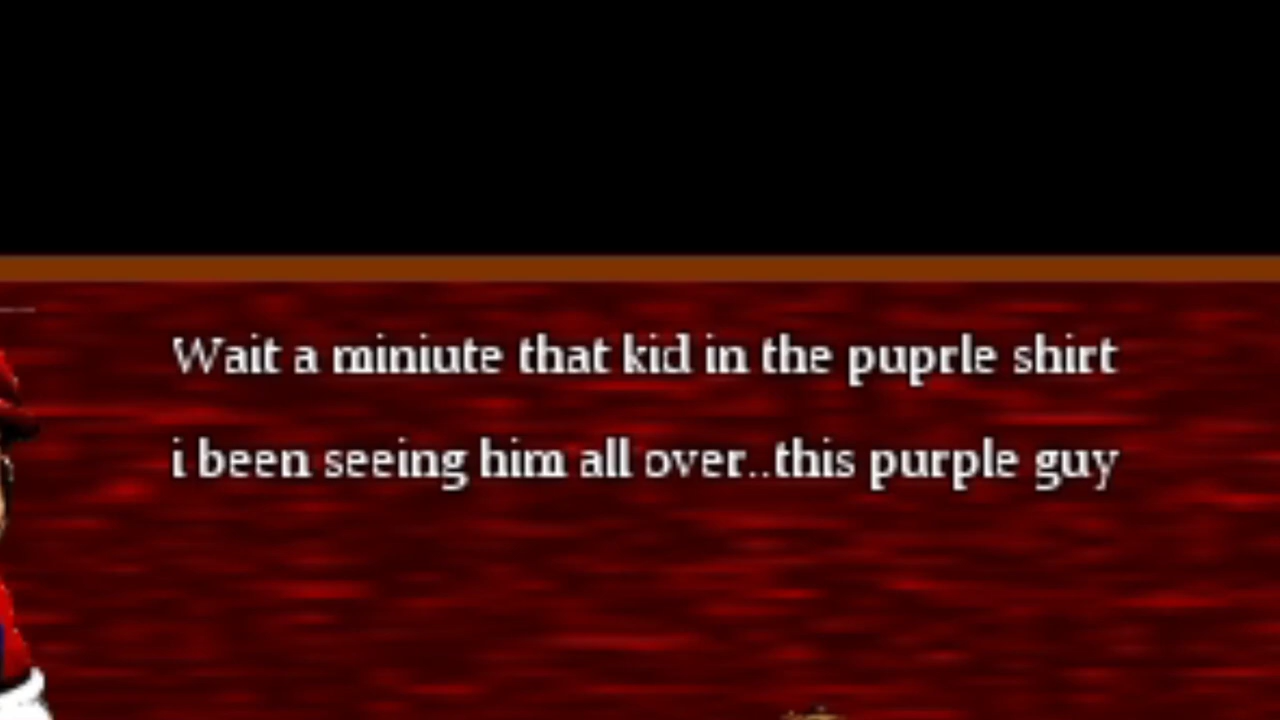 Wait a miniute that kid in the puprle shirt
i been seeing him all over..this purple guy